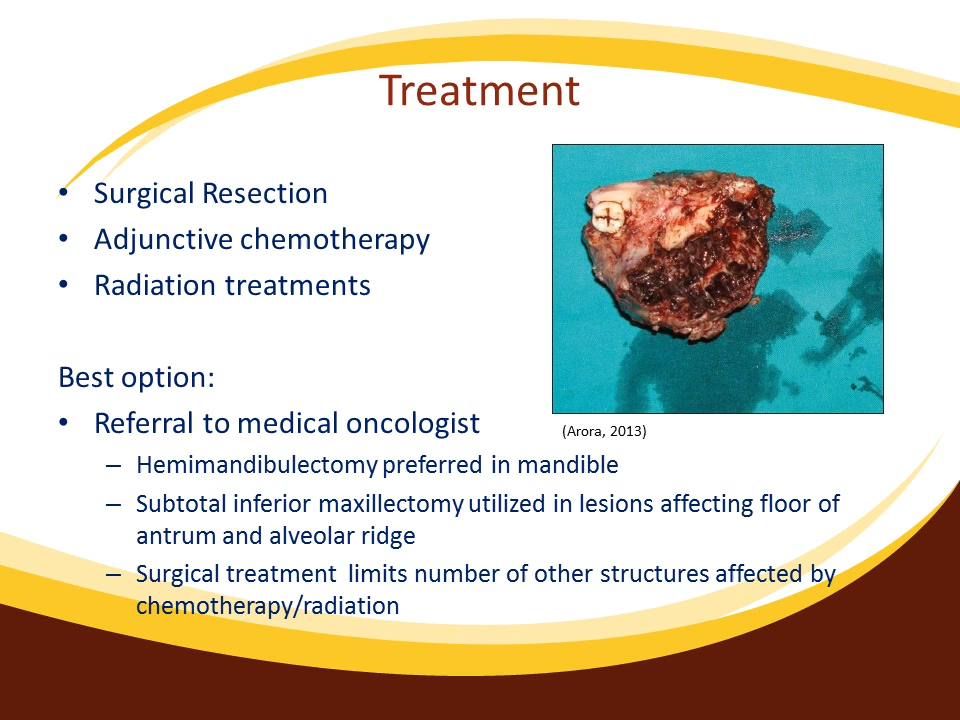 Treatment
• Surgical Resection
• Adjunctive chemotherapy
• Radiation treatments
Best option:
• Referral to medical oncologist
(Arora, 2013)
– Hemimandibulectomy preferred in mandible
– Subtotal inferior maxillectomy utilized in lesions affecting floor of
antrum and alveolar ridge
– Surgical treatment limits number of other structures affected by
chemotherapy/radiation